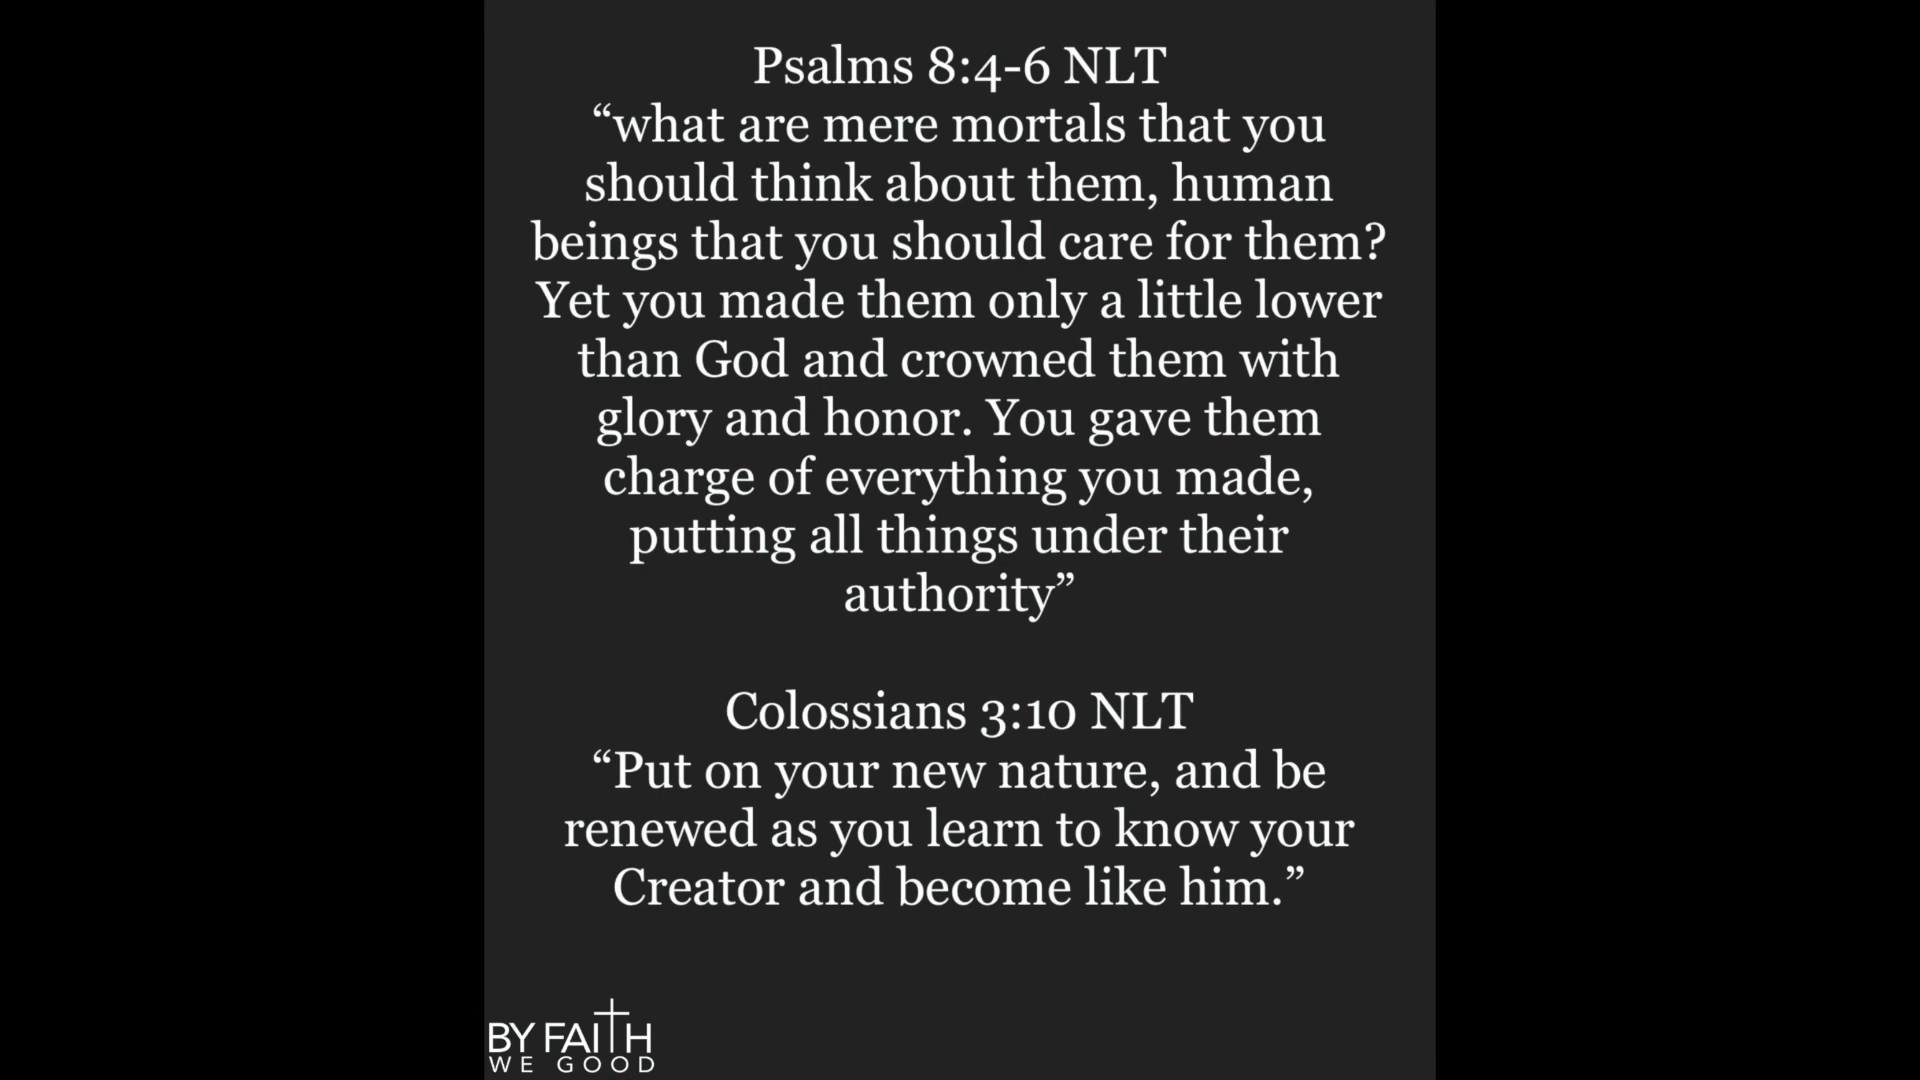 Psalms 8:4-6 NLT
“what are mere mortals that you
should think about them, human
beings that you should care for them?
Yet you made them only a little lower
than God and crowned them with
glory and honor. You gave them
charge of everything you made,
putting all things under their
authority”
Colossians 3:10 NLT
“Put on your new nature, and be
renewed as you learn to know your
Creator and become like him.”
BY FAITH
WE GOOD